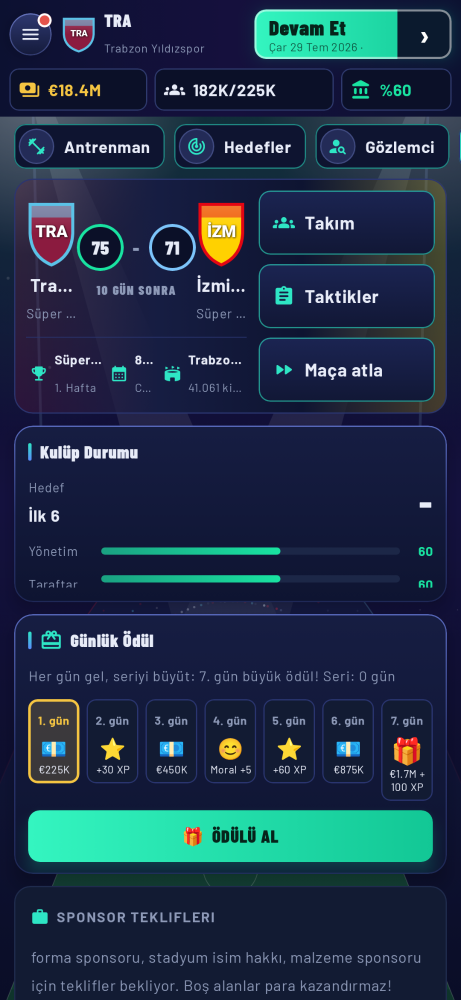 TRA
TRA
Trabzon Yıldızspor
Devam Et
Çar 29 Tem 2026 ·
›
€18.4M
182K/225K
%60
Antrenman
Hedefler
Gözlemci
TRA
75
-
71
İZM
Tra...
10 GÜN SONRA
İzmi...
Süper ...
Süper ...
Süper...
1. Hafta
8...
C...
Trabzo...
41.061 ki...
Takım
Taktikler
Maça atla
Kulüp Durumu
Hedef
İlk 6
-
Yönetim
60
Taraftar
60
Günlük Ödül
Her gün gel, seriyi büyüt: 7. gün büyük ödül! Seri: 0 gün
1. gün
€225K
2. gün
+30 XP
3. gün
€450K
4. gün
Moral +5
5. gün
+60 XP
6. gün
€875K
7. gün
€1.7M +
100 XP
ÖDÜLÜ AL
SPONSOR TEKLIFLERI
forma sponsoru, stadyum isim hakkı, malzeme sponsoru
için teklifler bekliyor. Boş alanlar para kazandırmaz!